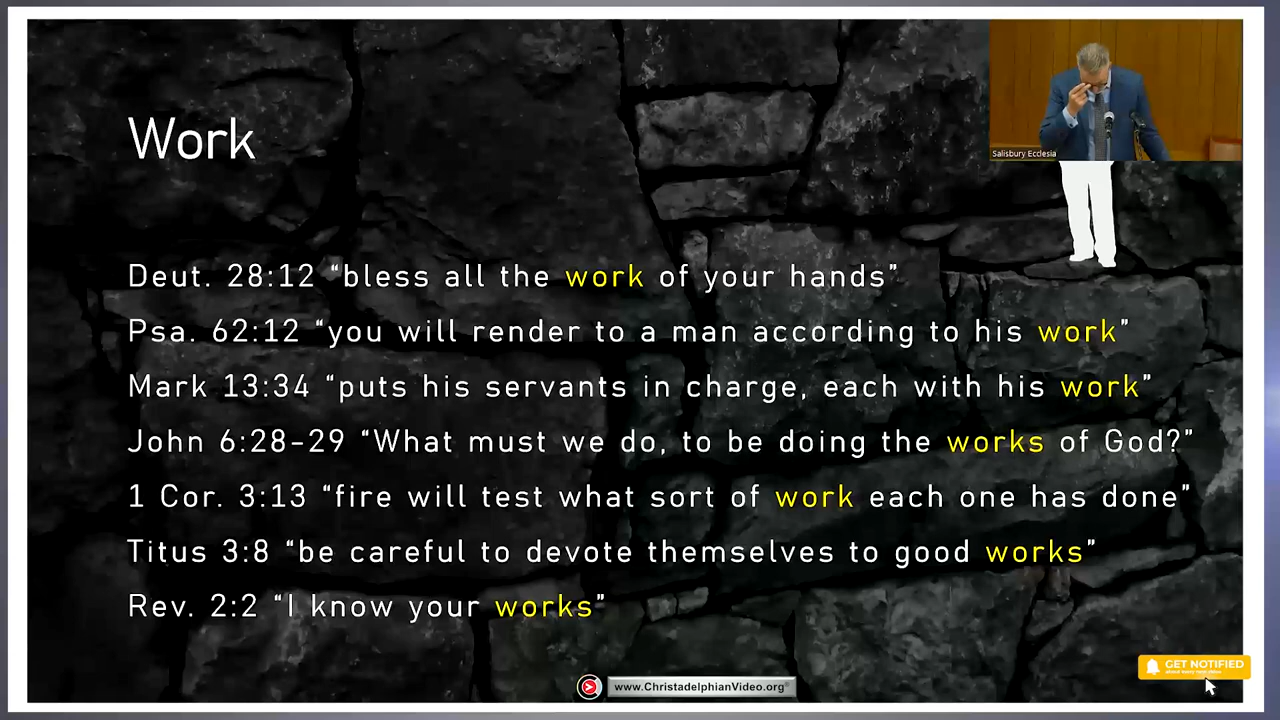 Work
Salisbury Ecclesia
Deut. 28:12 “bless all the work of your hands”
Psa. 62:12 “you will render to a man according to his work”
Mark 13:34 “puts his servants in charge, each with his work”
John 6:28–29 “What must we do, to be doing the works of God?”
1 Cor. 3:13 “fire will test what sort of work each one has done”
Titus 3:8 “be careful to devote themselves to good works”
Rev. 2:2 “I know your works”
GET NOTIFIED
about every new video
www.ChristadelphianVideo.org